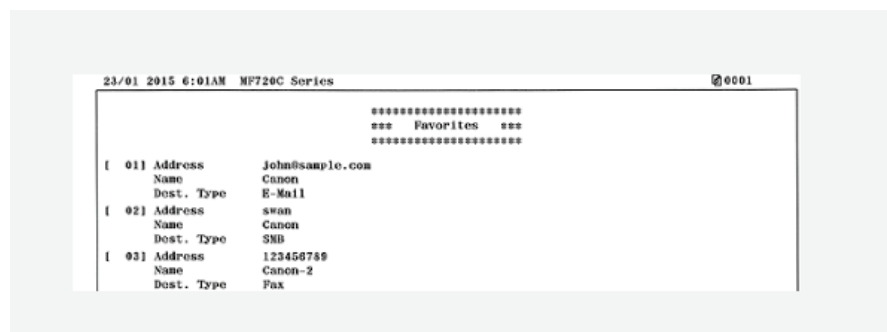 23/01 2015 6:01AM MF720C Series 0001
**********************
*** Favorites ***
**********************
[ 01] Address john@sample.com
Name Canon
Dest. Type E-Mail
[ 02] Address swan
Name Canon
Dest. Type SMB
[ 03] Address 123456789
Name Canon-2
Dest. Type Fax